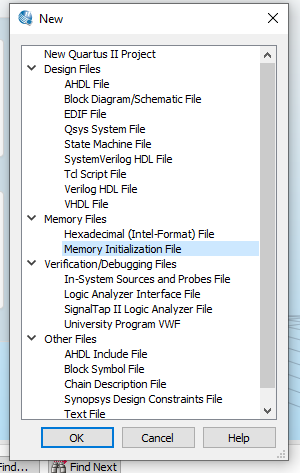 New
New Quartus II Project
Design Files
AHDL File
Block Diagram/Schematic File
EDIF File
Qsys System File
State Machine File
SystemVerilog HDL File
Tcl Script File
Verilog HDL File
VHDL File
Memory Files
Hexadecimal (Intel-Format) File
Memory Initialization File
Verification/Debugging Files
In-System Sources and Probes File
Logic Analyzer Interface File
SignalTap II Logic Analyzer File
University Program VWF
Other Files
AHDL Include File
Block Symbol File
Chain Description File
Synopsys Design Constraints File
Text File
OK Cancel Help
Find Next